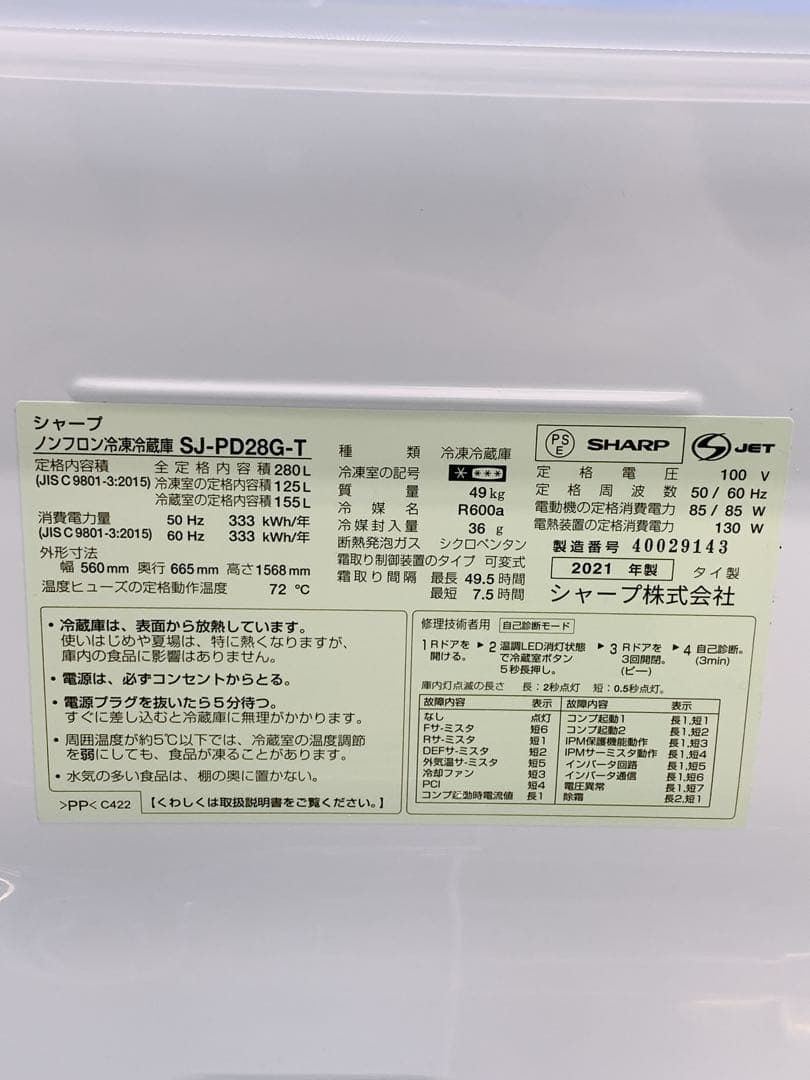 シャープ
ノンフロン冷凍冷蔵庫 SJ-PD28G-T
定格内容積 全定格内容積 280L
(JIS C 9801-3:2015) 冷凍室の定格内容積 125L
冷蔵室の定格内容積 155L
消費電力量 50 Hz 333 kWh/年
(JIS C 9801-3:2015) 60 Hz 333 kWh/年
外形寸法
幅 560mm 奥行 665mm 高さ1568mm
温度ヒューズの定格動作温度 72 ℃
種類 冷凍冷蔵庫
冷凍室の記号 * ***
質量 49kg
冷媒名 R600a
冷媒封入量 36 g
断熱発泡ガス シクロペンタン
霜取り制御装置のタイプ 可変式
霜取り間隔 最長 49.5 時間
最短 7.5 時間
PS
E
SHARP
S JET
定格電圧 100 V
定格周波数 50 / 60 Hz
電動機の定格消費電力 85 / 85 W
電熱装置の定格消費電力 130 W
製造番号 40029143
2021 年製 タイ製
シャープ株式会社
・冷蔵庫は、表面から放熱しています。
使いはじめや夏場は、特に熱くなりますが、
庫内の食品に影響はありません。
・電源は、必ずコンセントからとる。
・電源プラグを抜いたら5分待つ。
すぐに差し込むと冷蔵庫に無理がかかります。
・周囲温度が約5℃以下では、冷蔵室の温度調節
を弱にしても、食品が凍ることがあります。
・水気の多い食品は、棚の奥に置かない。
>PP< C422 【くわしくは取扱説明書をご覧ください。】
修理技術者用 自己診断モード
1 Rドアを ▶ 2 温調LED消灯状態 ▶ 3 Rドアを ▶ 4 自己診断。
開ける。 で冷蔵室ボタン 3回開閉。 (3min)
5秒長押し。 (ピー)
庫内灯点滅の長さ 長：2秒点灯 短：0.5秒点灯。
故障内容 表示 故障内容 表示
なし 点灯 コンプ起動1 長1,短1
Fサーミスタ 短6 コンプ起動2 長1,短2
Rサーミスタ 短1 IPM保護機能動作 長1,短3
DEFサーミスタ 短2 IPMサーミスタ動作 長1,短4
外気温サーミスタ 短5 インバータ回路 長1,短5
冷却ファン 短3 インバータ通信 長1,短6
PCI 短4 電圧異常 長1,短7
コンプ起動時電流値 長1 除霜 長2,短1